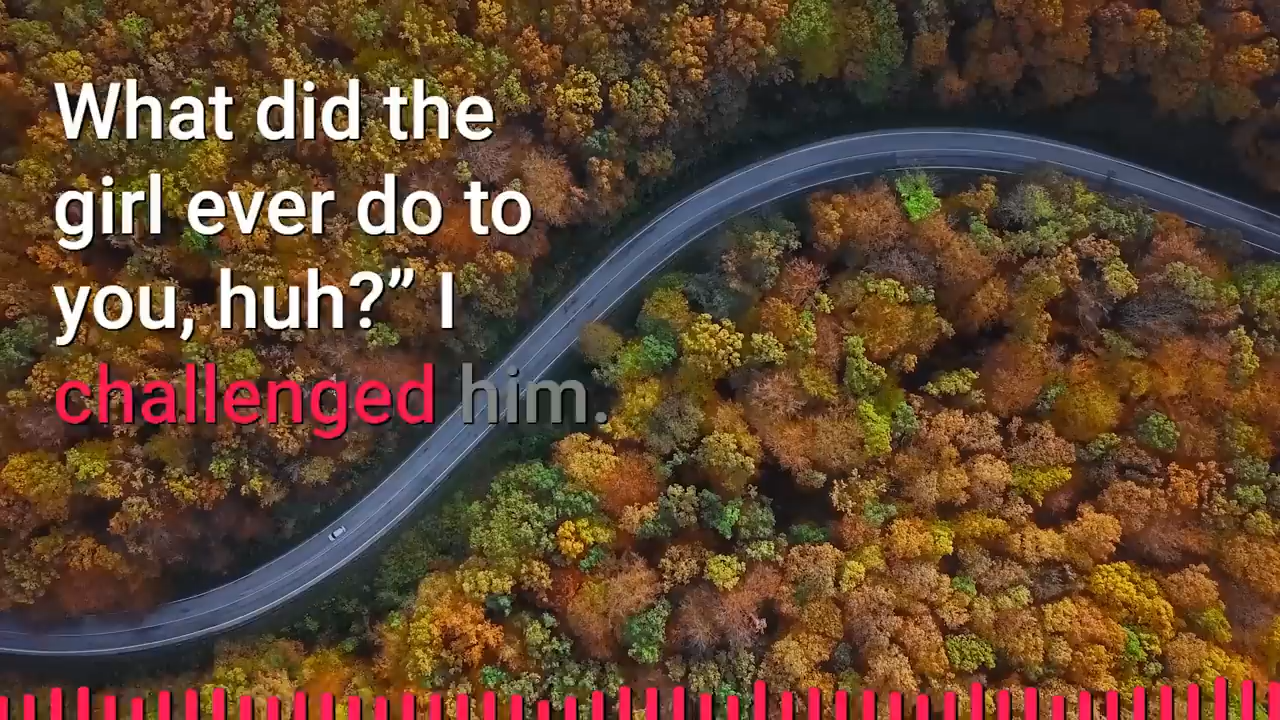 What did the
girl ever do to
you, huh?” I
challenged him.